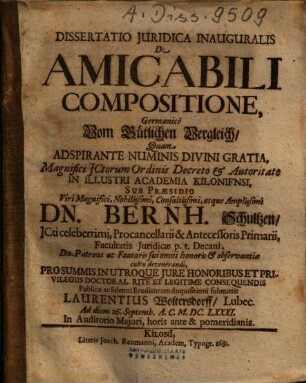 A. Diss. 9509
DISSERTATIO JURIDICA INAUGURALIS
De
AMICABILI
COMPOSITIONE,
Germanicè
Vom Gütlichen Vergleich/
Quam
ADSPIRANTE NUMINIS DIVINI GRATIA,
Magnifici JCtorum Ordinis Decreto & Autoritate
IN ILLUSTRI ACADEMIA KILONIENSI,
SUB PRÆSIDIO
Viri Magnifici, Nobilissimi, Consultissimi, atque Amplissimi
DN. BERNH. Schultzen/
JCti celeberrimi, Procancellarii & Antecessoris Primarii,
Facultatis Juridicæ p. t. Decani,
Dn. Patroni ac Fautoris sui omni honoris & observantiæ
cultu devenerandi,
PRO SUMMIS IN UTROQUE JURE HONORIBUS ET PRI-
VILEGIIS DOCTORAL. RITE ET LEGITIME CONSEQUENDIS
Publicæ ac solenni Eruditorum disquisitioni submittit
LAURENTIUS Woltersdorff/ Lubec.
Ad diem 26. Septemb. A. C. M. DC. LXXXI.
In Auditorio Majori, horis ante & pomeridianis.
KILONI,
Literis Joach. Reumanni, Academ. Typogr. 1681.